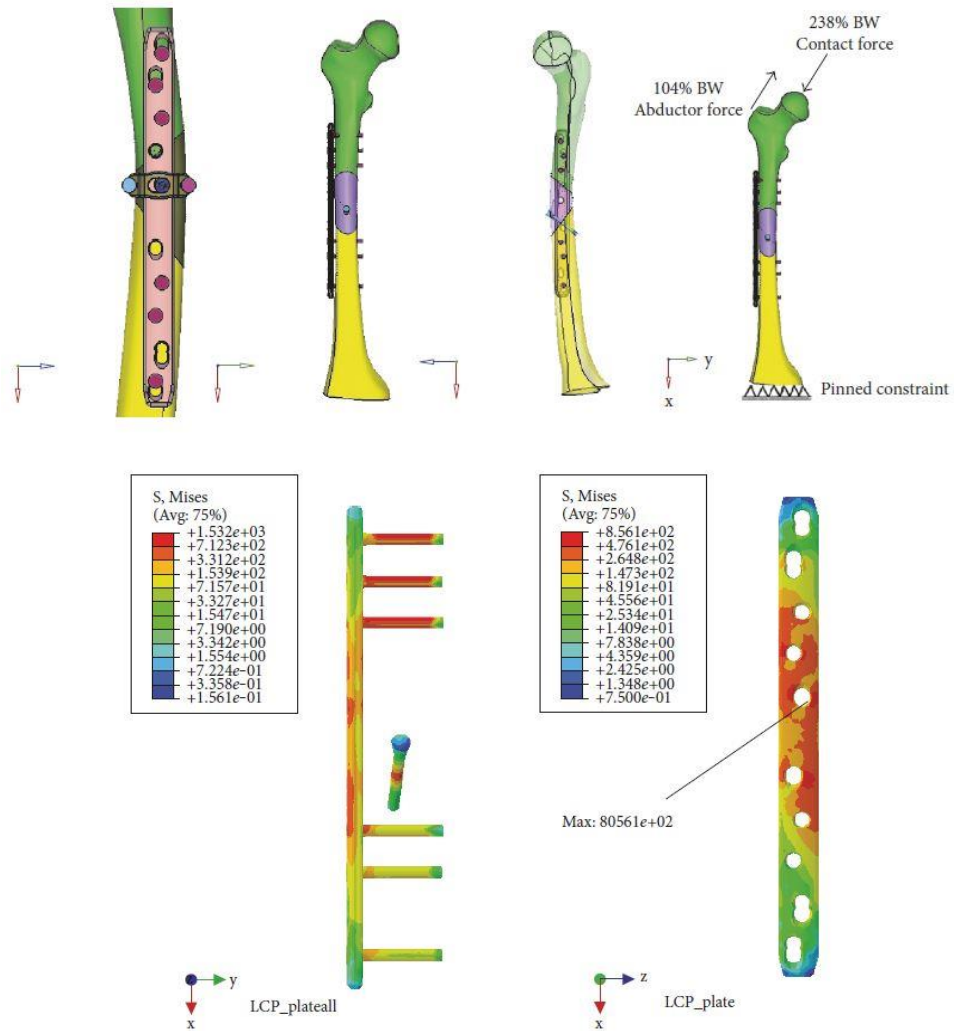 238% BW
Contact force
104% BW
Abductor force
y
x
Pinned constraint
S, Mises
(Avg: 75%)
+1.532e+03
+7.123e+02
+3.312e+02
+1.539e+02
+7.157e+01
+3.327e+01
+1.547e+01
+7.190e+00
+3.342e+00
+1.554e+00
+7.224e−01
+3.358e−01
+1.561e−01
z
y
x
LCP_plateall
S, Mises
(Avg: 75%)
+8.561e+02
+4.761e+02
+2.648e+02
+1.473e+02
+8.191e+01
+4.556e+01
+2.534e+01
+1.409e+01
+7.838e+00
+4.359e+00
+2.425e+00
+1.348e+00
+7.500e−01
Max: 80561e+02
z
x
LCP_plate